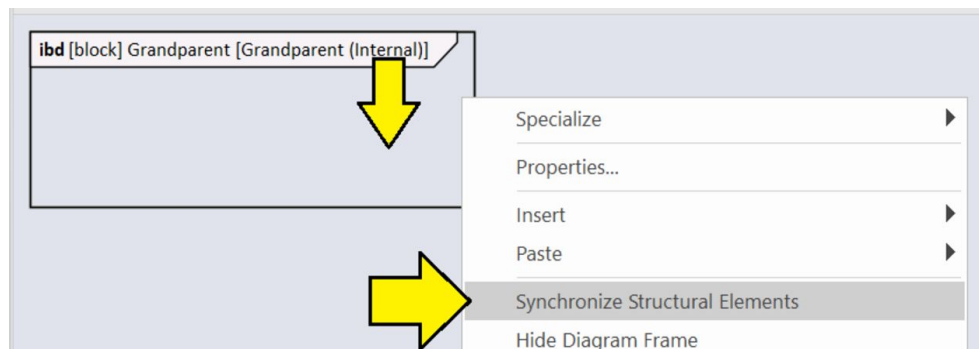 ibd [block] Grandparent [Grandparent (Internal)]
Specialize
Properties...
Insert
Paste
Synchronize Structural Elements
Hide Diagram Frame